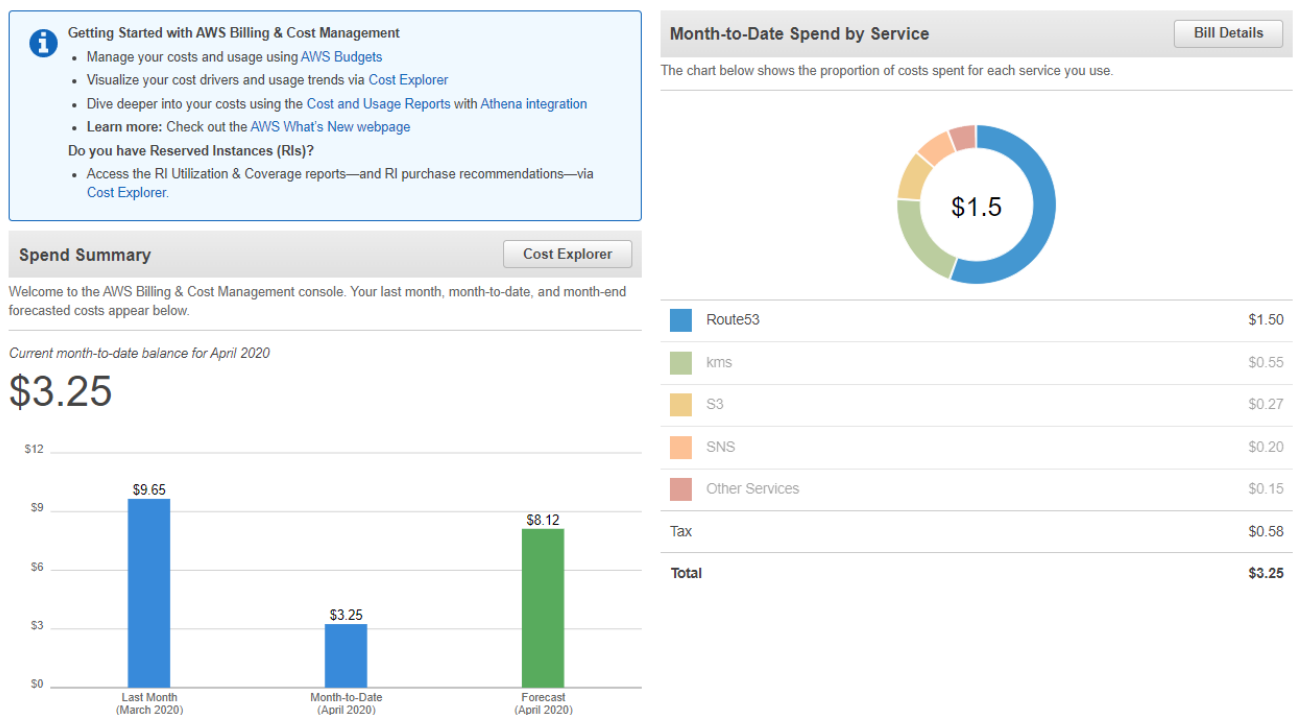 Getting Started with AWS Billing & Cost Management
• Manage your costs and usage using AWS Budgets
• Visualize your cost drivers and usage trends via Cost Explorer
• Dive deeper into your costs using the Cost and Usage Reports with Athena integration
• Learn more: Check out the AWS What's New webpage
Do you have Reserved Instances (RIs)?
• Access the RI Utilization & Coverage reports—and RI purchase recommendations—via
Cost Explorer.
Spend Summary
Cost Explorer
Welcome to the AWS Billing & Cost Management console. Your last month, month-to-date, and month-end
forecasted costs appear below.
Current month-to-date balance for April 2020
$3.25
$12
$9
$6
$3
$0
$9.65
$3.25
$8.12
Last Month
(March 2020)
Month-to-Date
(April 2020)
Forecast
(April 2020)
Month-to-Date Spend by Service
Bill Details
The chart below shows the proportion of costs spent for each service you use.
$1.5
Route53 $1.50
kms $0.55
S3 $0.27
SNS $0.20
Other Services $0.15
Tax $0.58
Total $3.25